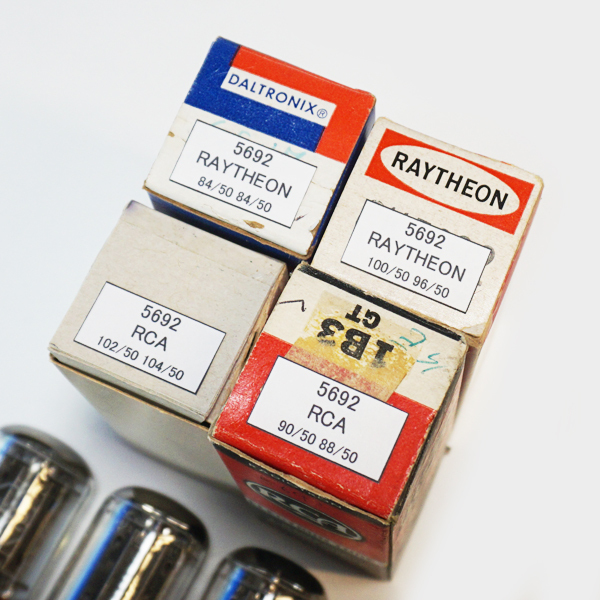 DALTRONIX®
5692
RAYTHEON
84/50 84/50
RAYTHEON
5692
RAYTHEON
100/50 96/50
5692
RCA
102/50 104/50
1B3
GT
5692
RCA
90/50 88/50
RCA